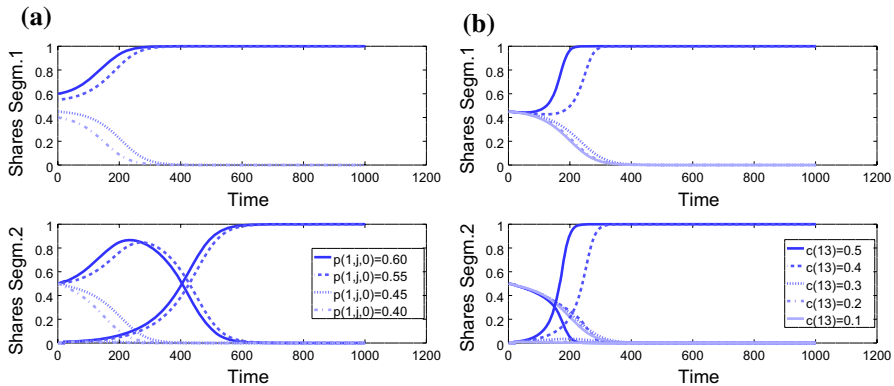 (a)
Shares Segm.1
1
0.8
0.6
0.4
0.2
0
0 200 400 600 800 1000 1200
Time
Shares Segm.2
1
0.8
0.6
0.4
0.2
0
p(1,j,0)=0.60
p(1,j,0)=0.55
p(1,j,0)=0.45
p(1,j,0)=0.40
0 200 400 600 800 1000 1200
Time
(b)
Shares Segm.1
1
0.8
0.6
0.4
0.2
0
0 200 400 600 800 1000 1200
Time
Shares Segm.2
1
0.8
0.6
0.4
0.2
0
c(13)=0.5
c(13)=0.4
c(13)=0.3
c(13)=0.2
c(13)=0.1
0 200 400 600 800 1000 1200
Time